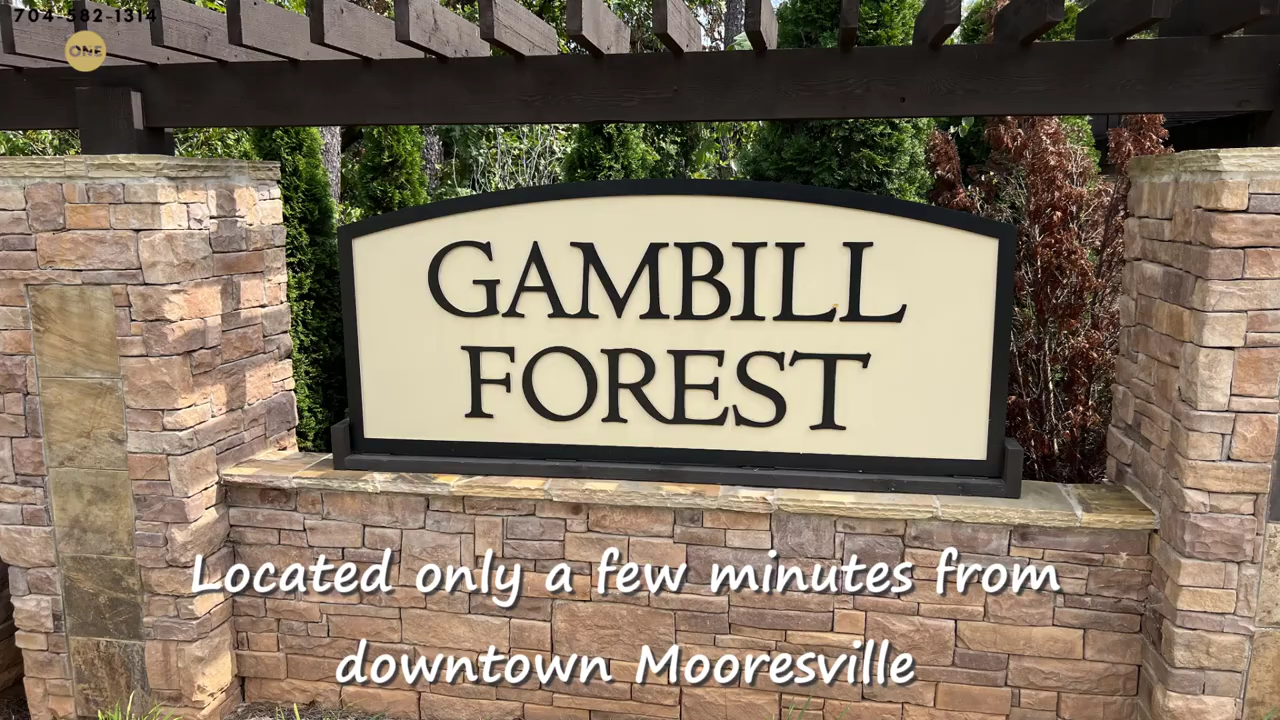 704-582-1314
ONE
GAMBILL
FOREST
Located only a few minutes from
downtown Mooresville